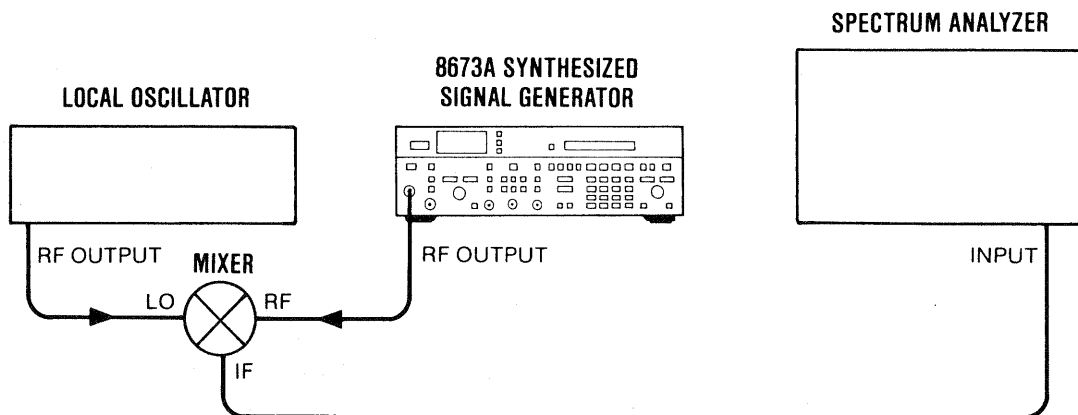 SPECTRUM ANALYZER
8673A SYNTHESIZED
SIGNAL GENERATOR
LOCAL OSCILLATOR
RF OUTPUT
MIXER
RF OUTPUT
INPUT
LO
RF
IF